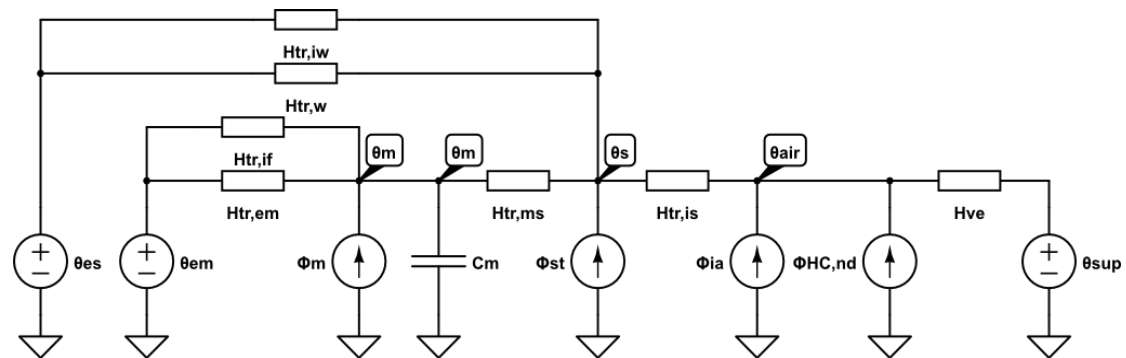 Htr,iw
Htr,w
θm
θm
θs
θair
Htr,if
Htr,em
Htr,ms
Htr,is
Hve
θes
θem
Φm
Cm
Φst
Φia
ΦHC,nd
θsup